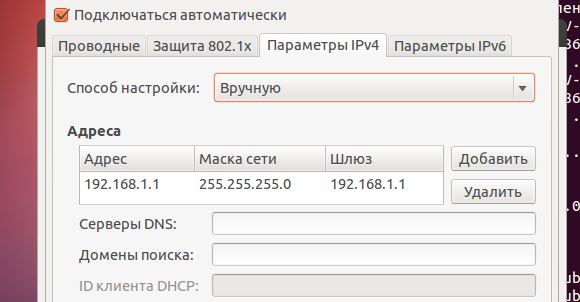 Подключаться автоматически
Проводные Защита 802.1x Параметры IPv4 Параметры IPv6
Способ настройки: Вручную
Адреса
Адрес Маска сети Шлюз Добавить
192.168.1.1 255.255.255.0 192.168.1.1 Удалить
Серверы DNS:
Домены поиска:
ID клиента DHCP: